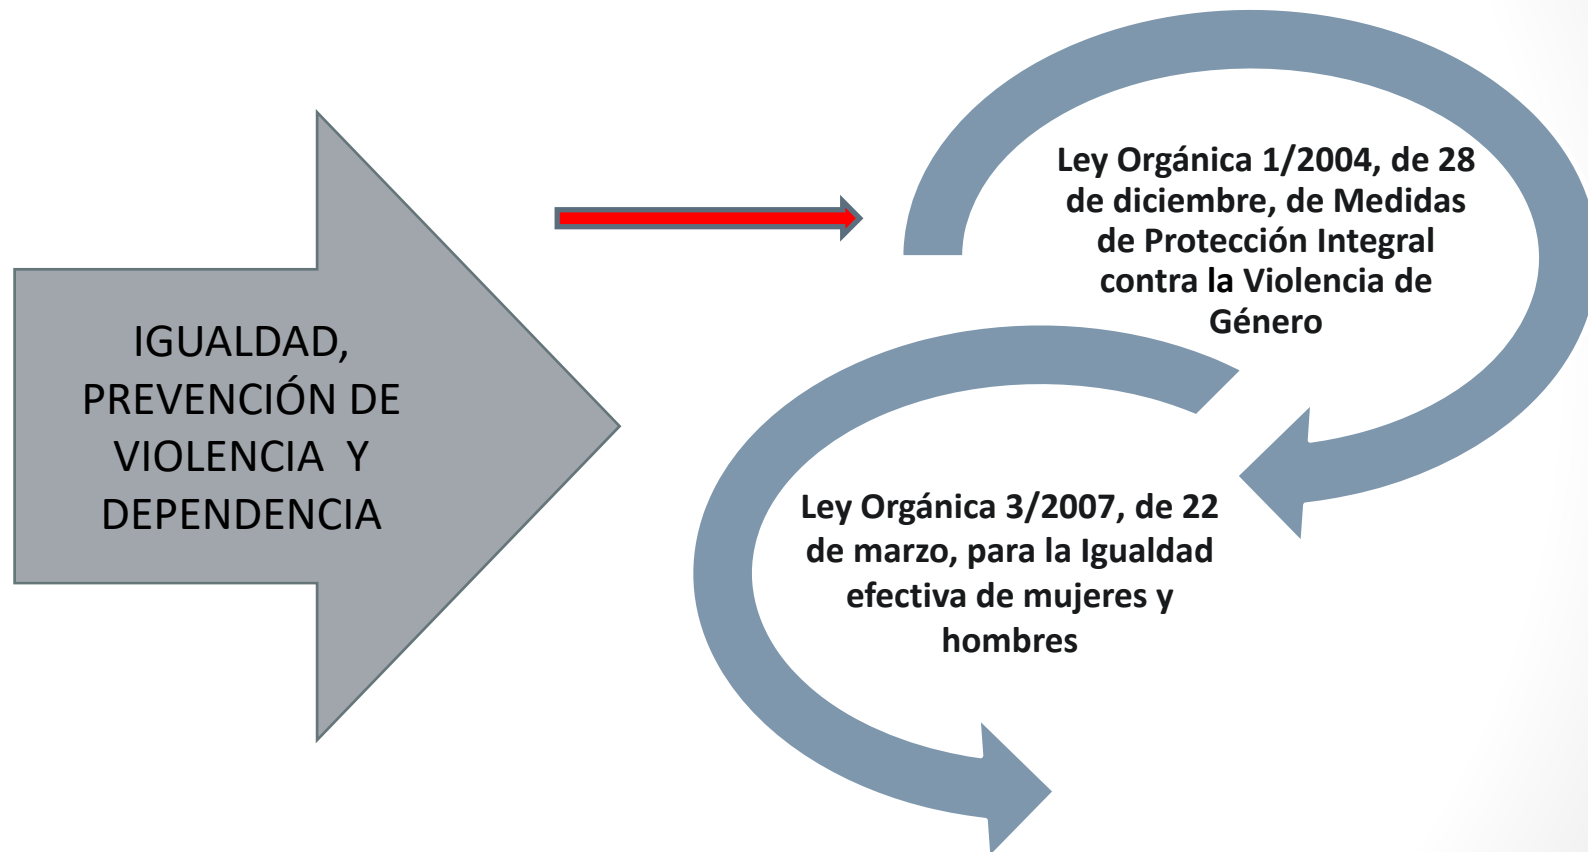 IGUALDAD,
PREVENCIÓN DE
VIOLENCIA Y
DEPENDENCIA
Ley Orgánica 1/2004, de 28
de diciembre, de Medidas
de Protección Integral
contra la Violencia de
Género
Ley Orgánica 3/2007, de 22
de marzo, para la Igualdad
efectiva de mujeres y
hombres